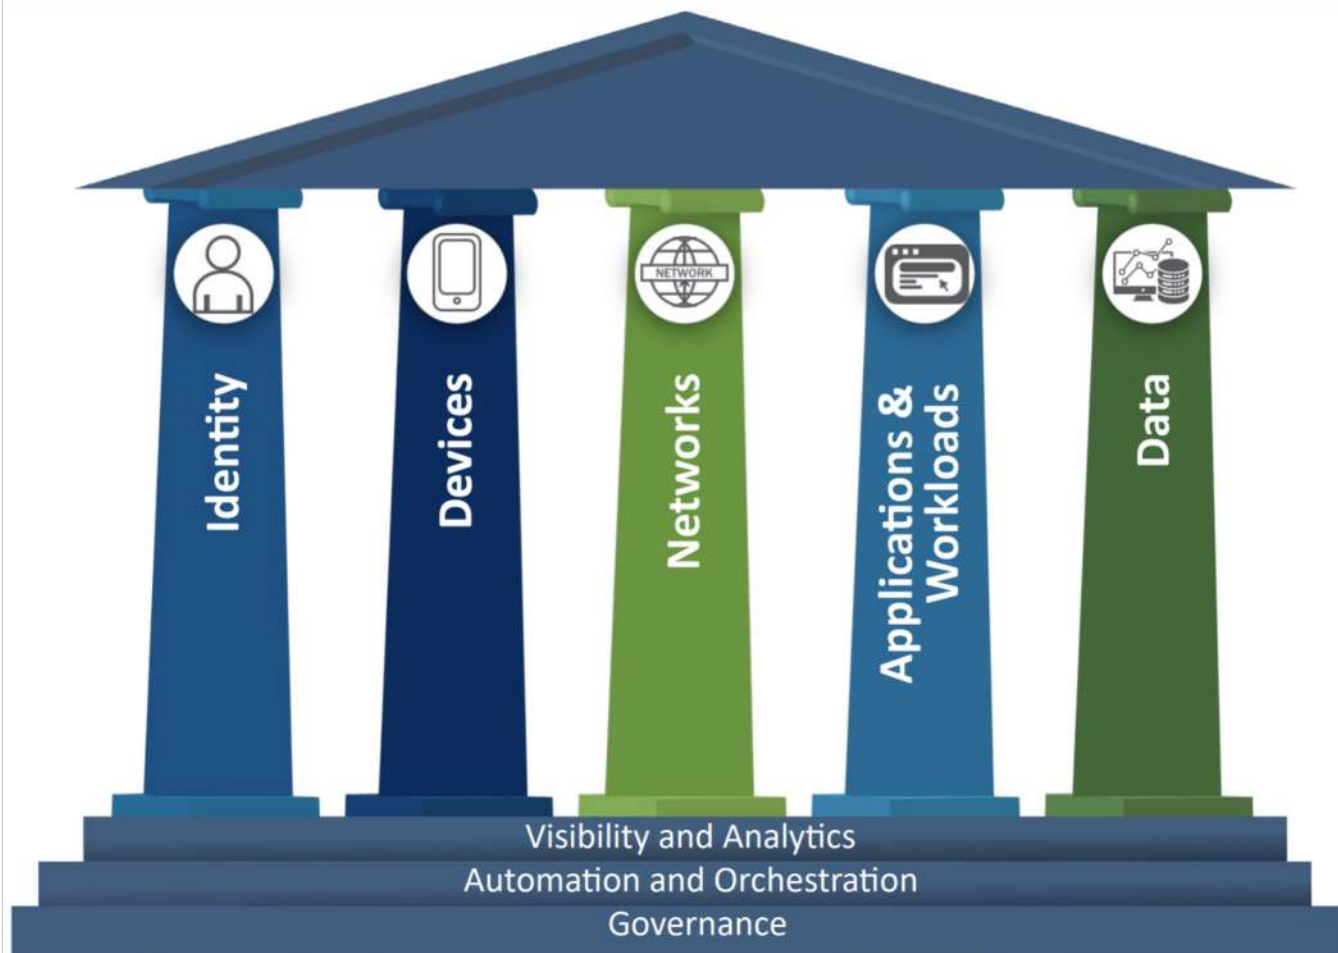 NETWORK
Identity
Devices
Networks
Applications &
Workloads
Data
Visibility and Analytics
Automation and Orchestration
Governance